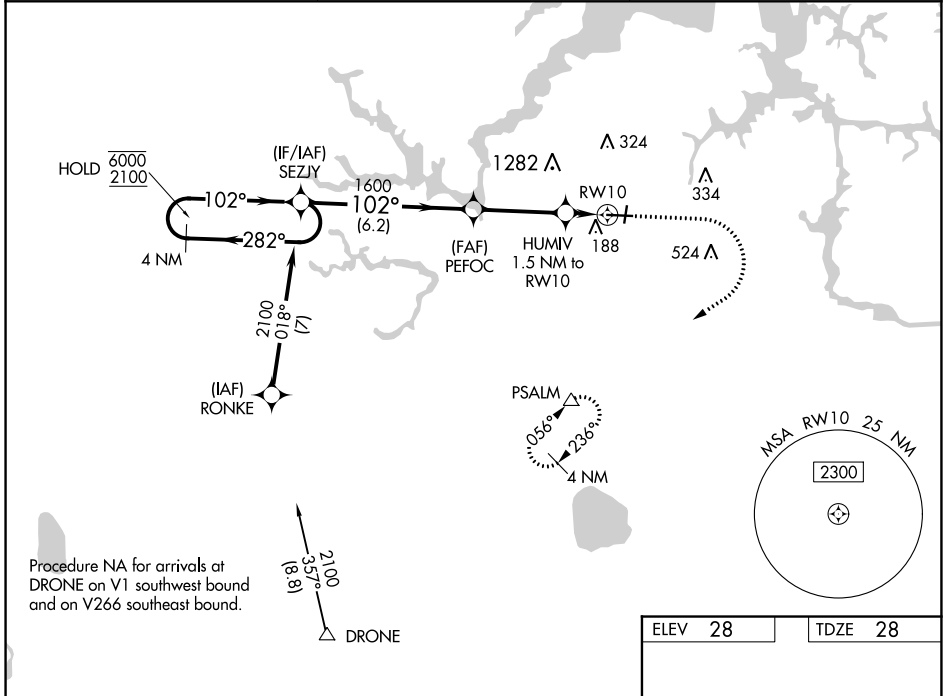 HOLD 6000
2100
102°
282°
4 NM
(IF/IAF)
SEZJY
1600
102°
(6.2)
(FAF)
PEFOC
HUMIV
1.5 NM to
RW10
RW10
1282
324
334
188
524
2100
018°
(7)
(IAF)
RONKE
PSALM
056°
236°
4 NM
MSA RW10 25 NM
2300
Procedure NA for arrivals at
DRONE on V1 southwest bound
and on V266 southeast bound.
2100
357°
(8.8)
DRONE
ELEV 28
TDZE 28